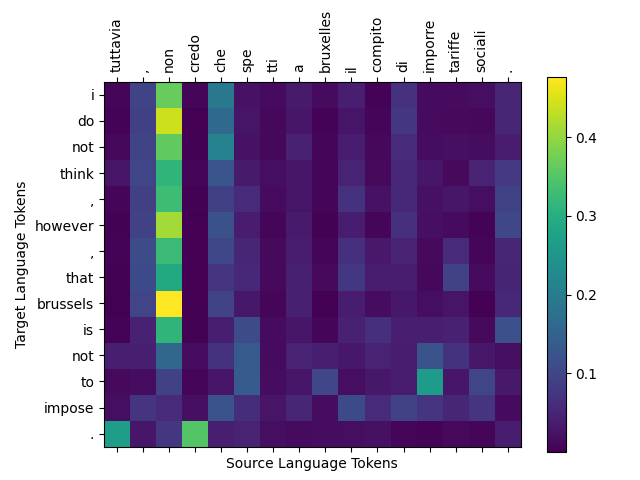 tuttavia , non credo che spe tti a bruxelles il compito di imporre tariffe sociali .
i
do
not
think
,
however
,
that
brussels
is
not
to
impose
.
Target Language Tokens
Source Language Tokens
0.4
0.3
0.2
0.1